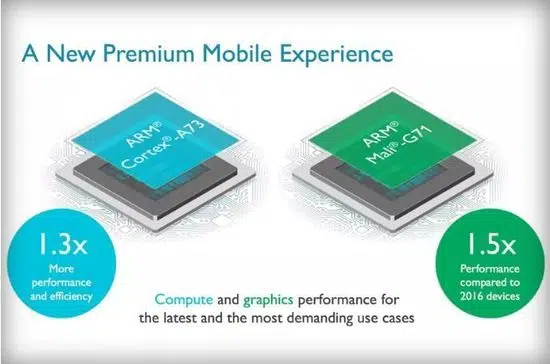 A New Premium Mobile Experience
ARM®
Cortex®-A73
ARM®
Mali®-G71
1.3x
More
performance
and efficiency
1.5x
Performance
compared to
2016 devices
Compute and graphics performance for
the latest and the most demanding use cases